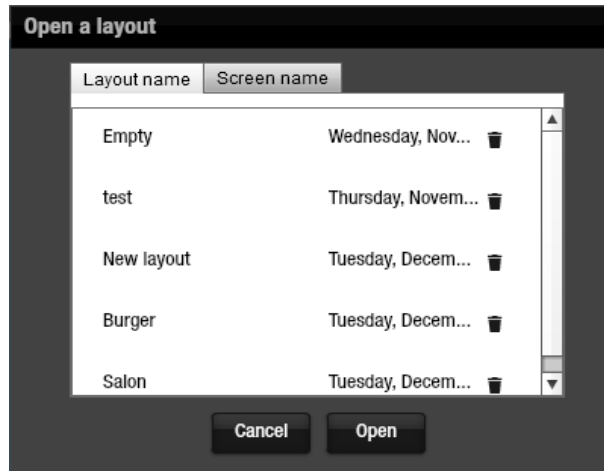 Open a layout
Layout name Screen name
Empty Wednesday, Nov...
test Thursday, Novem...
New layout Tuesday, Decem...
Burger Tuesday, Decem...
Salon Tuesday, Decem...
Cancel Open